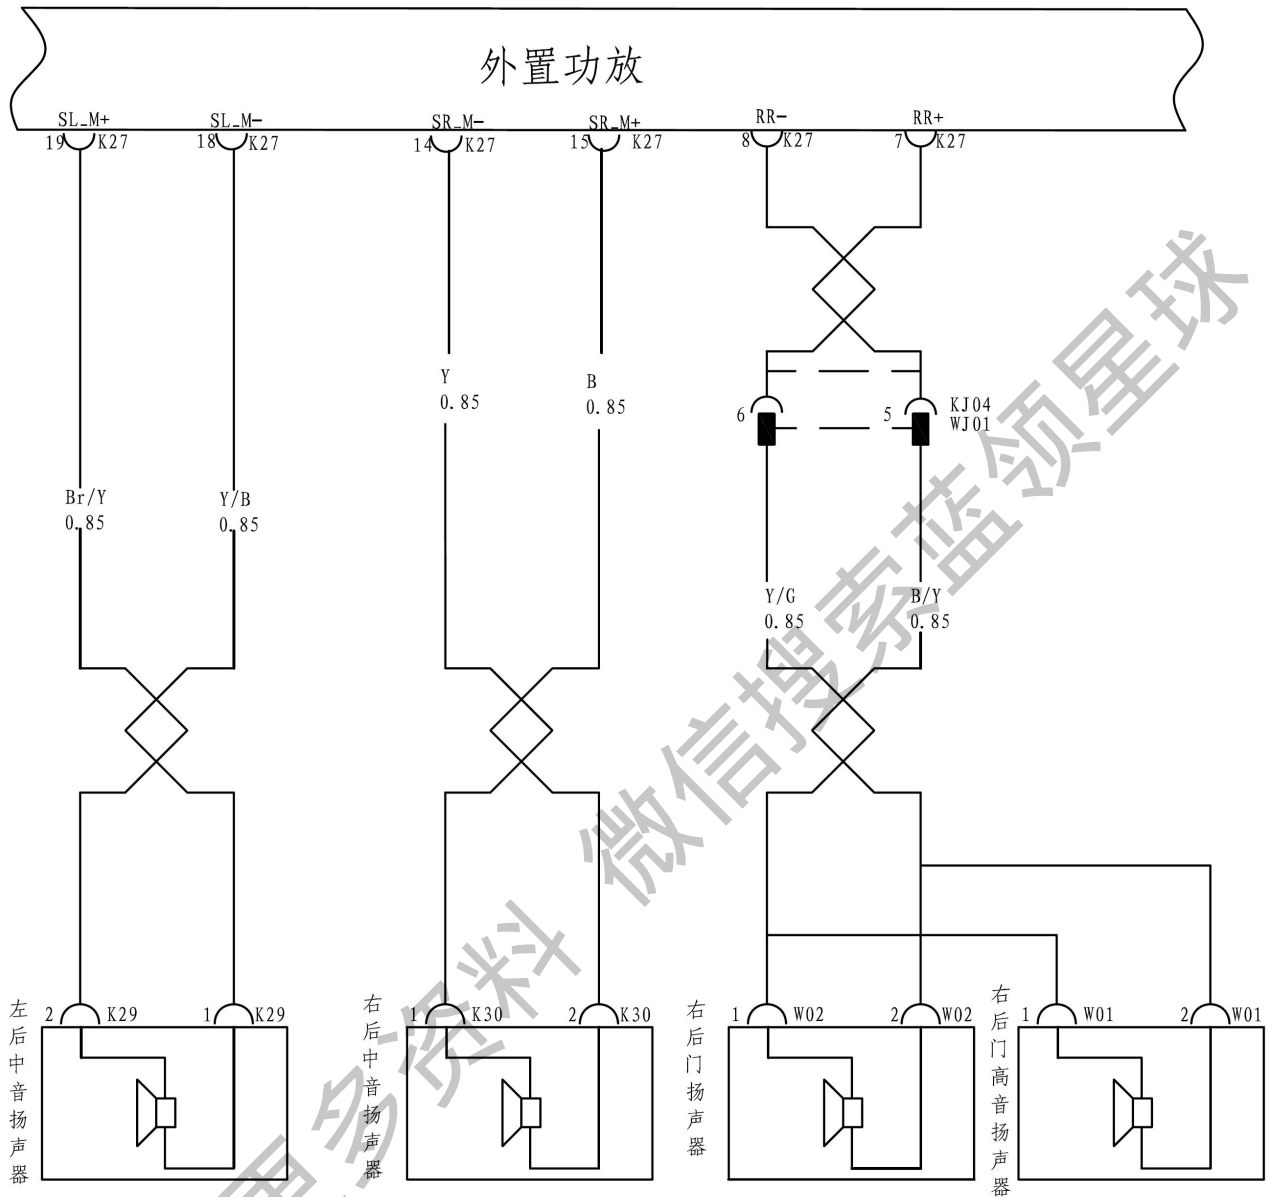 外置功放
SL_M+ SL_M- SR_M- SR_M+ RR- RR+
19 K27 18 K27 14 K27 15 K27 8 K27 7 K27
Y
0.85
B
0.85
6 5 KJ04
WJ01
Br/Y
0.85
Y/B
0.85
Y/G
0.85
B/Y
0.85
2 K29 1 K29 1 K30 2 K30 1 W02 2 W02 1 W01 2 W01
左后中音扬声器
右后中音扬声器
右后门扬声器
右后门高音扬声器
更多资料 微信搜索蓝领星球